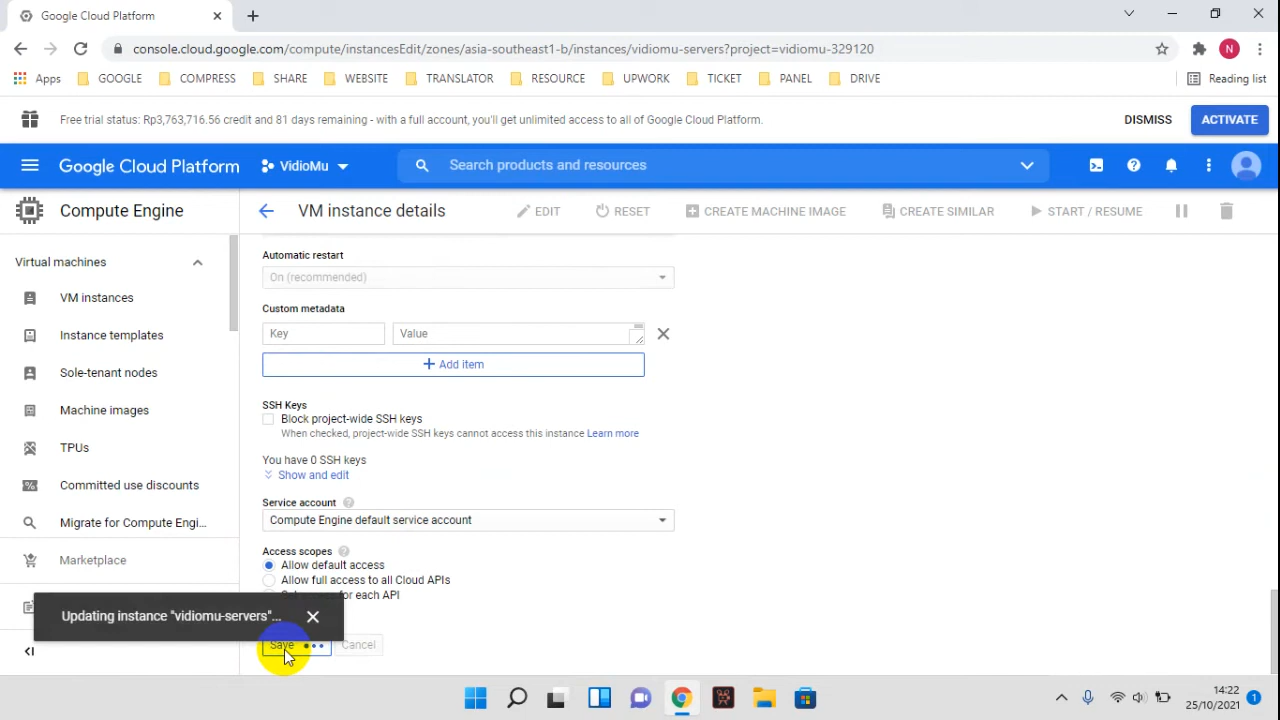 Google Cloud Platform
console.cloud.google.com/compute/instancesEdit/zones/asia-southeast1-b/instances/vidiomu-servers?project=vidiomu-329120
N
Apps GOOGLE COMPRESS SHARE WEBSITE TRANSLATOR RESOURCE UPWORK TICKET PANEL DRIVE Reading list
Free trial status: Rp3,763,716.56 credit and 81 days remaining - with a full account, you'll get unlimited access to all of Google Cloud Platform. DISMISS ACTIVATE
Google Cloud Platform VidioMu Search products and resources
Compute Engine VM instance details EDIT RESET CREATE MACHINE IMAGE CREATE SIMILAR START / RESUME
Virtual machines
VM instances
Instance templates
Sole-tenant nodes
Machine images
TPUs
Committed use discounts
Migrate for Compute Engi...
Marketplace
Automatic restart
On (recommended)
Custom metadata
Key Value
Add item
SSH Keys
Block project-wide SSH keys
When checked, project-wide SSH keys cannot access this instance Learn more
You have 0 SSH keys
Show and edit
Service account
Compute Engine default service account
Access scopes
Allow default access
Allow full access to all Cloud APIs
for each API
Updating instance "vidiomu-servers"...
Save Cancel
14:22
25/10/2021
1